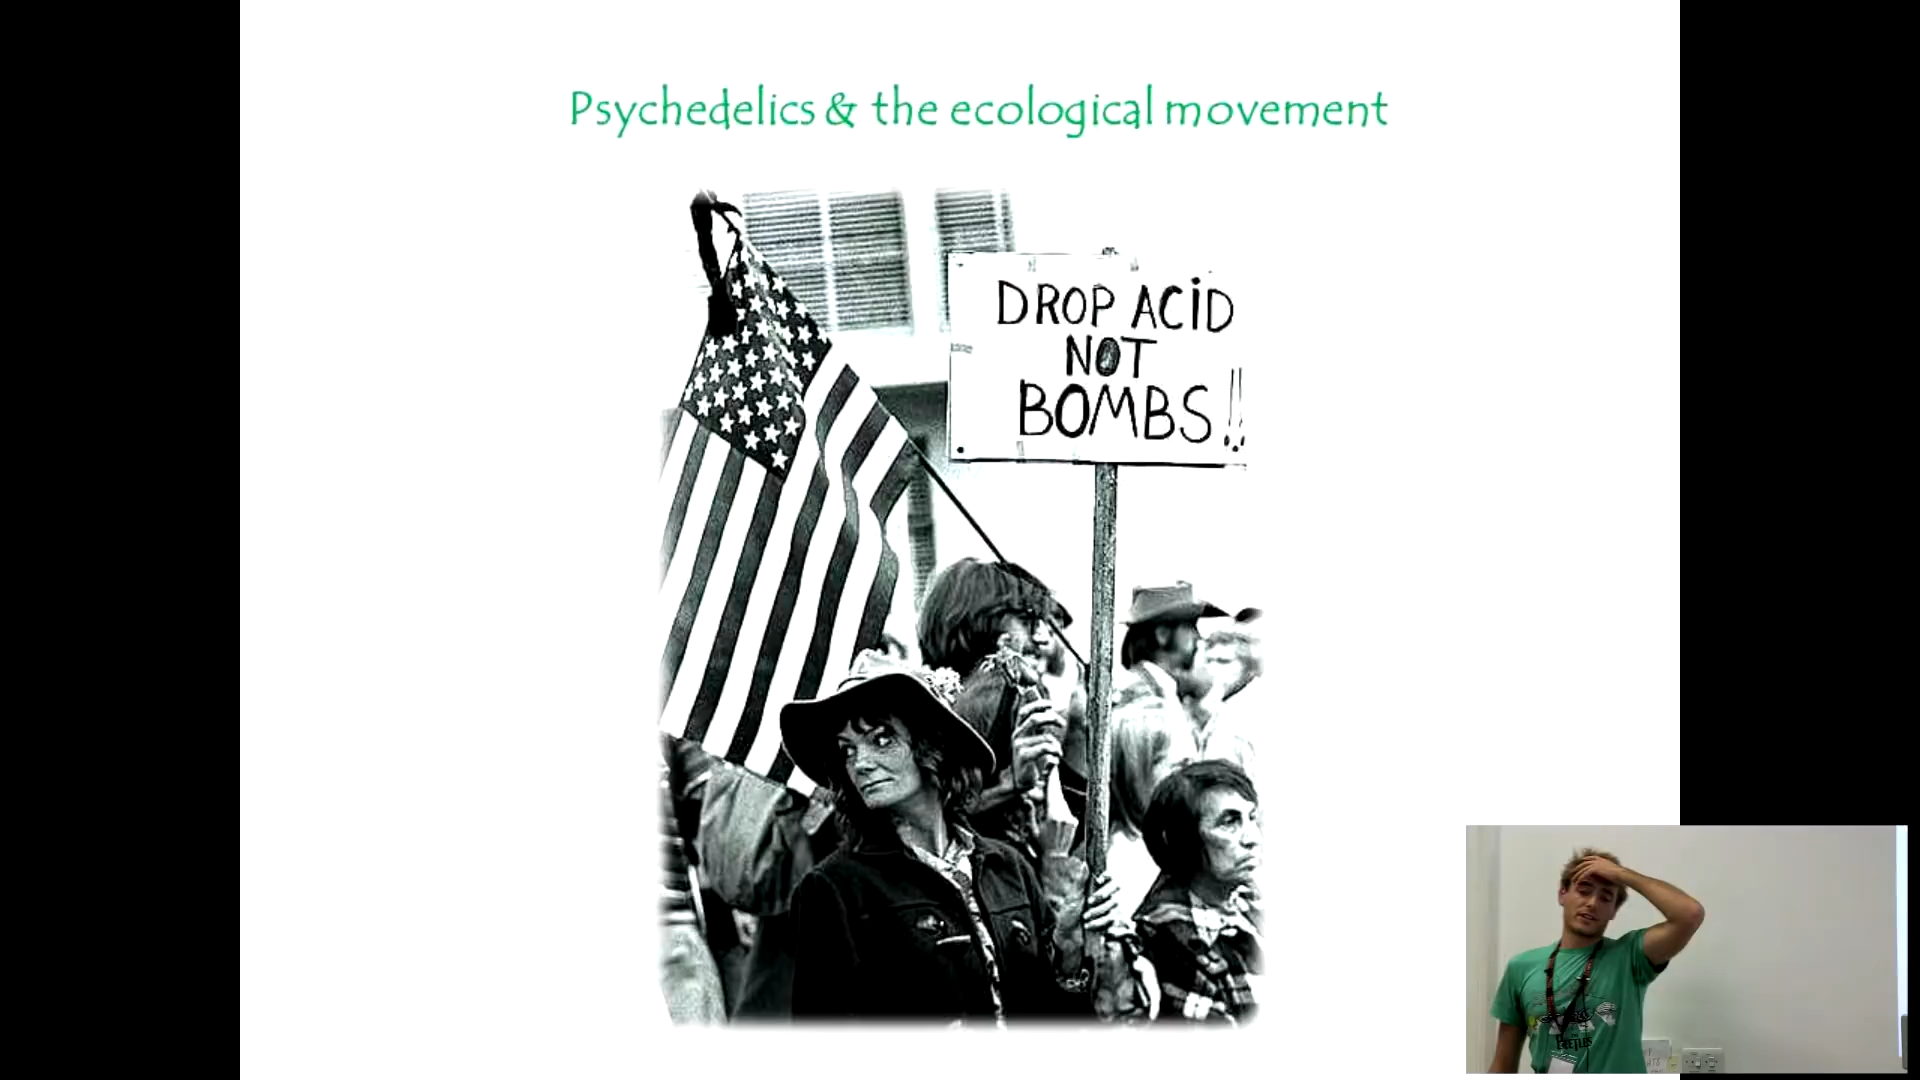 Psychedelics & the ecological movement
DROP ACiD
NOT
BOMBS!!